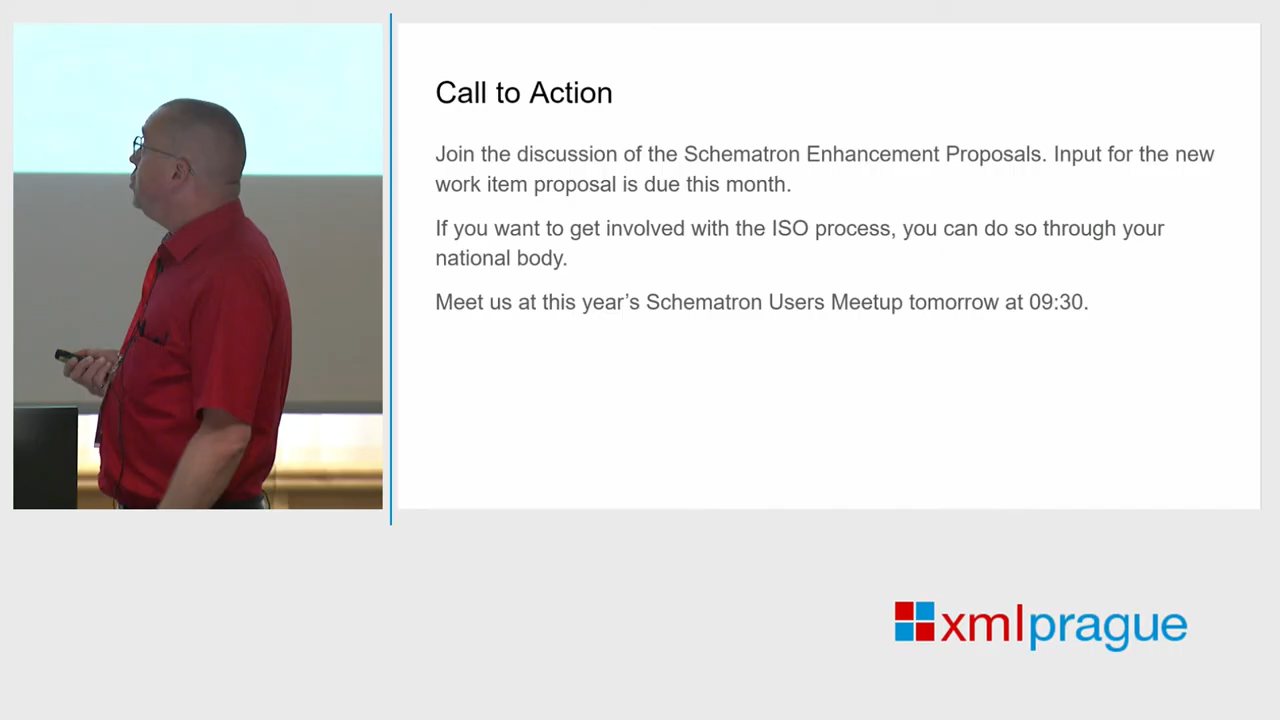 Call to Action
Join the discussion of the Schematron Enhancement Proposals. Input for the new
work item proposal is due this month.
If you want to get involved with the ISO process, you can do so through your
national body.
Meet us at this year’s Schematron Users Meetup tomorrow at 09:30.
xmlprague